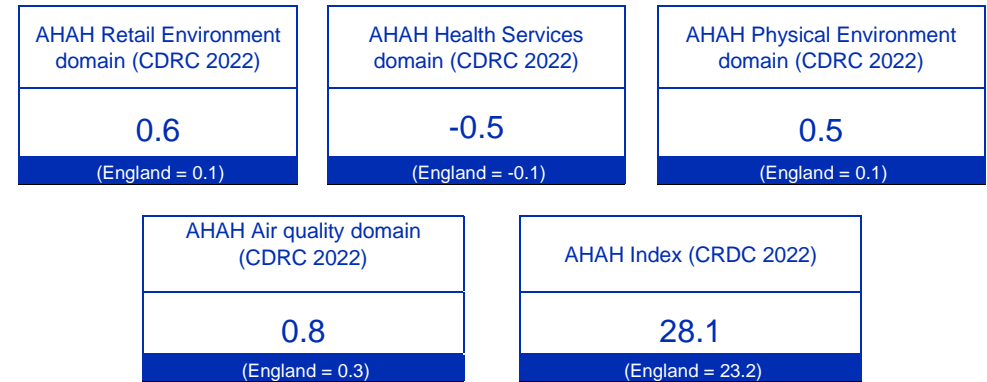 AHAH Retail Environment
domain (CDRC 2022)
0.6
(England = 0.1)
AHAH Health Services
domain (CDRC 2022)
-0.5
(England = -0.1)
AHAH Physical Environment
domain (CDRC 2022)
0.5
(England = 0.1)
AHAH Air quality domain
(CDRC 2022)
0.8
(England = 0.3)
AHAH Index (CRDC 2022)
28.1
(England = 23.2)